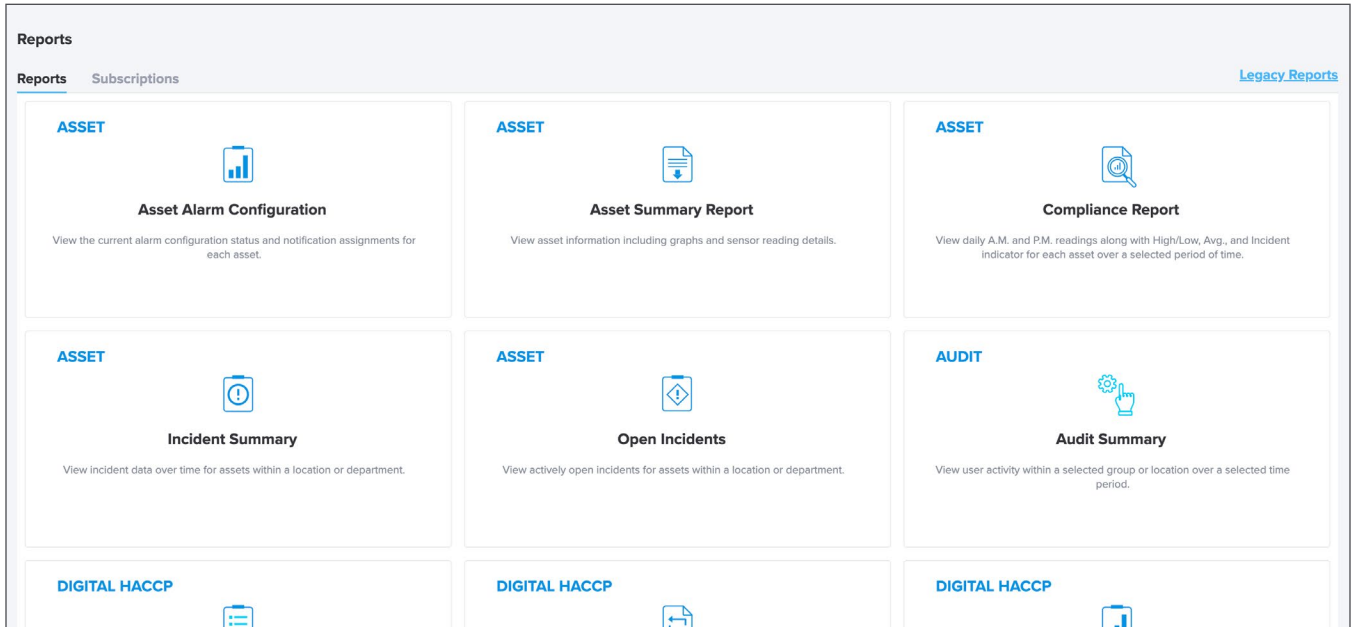 Reports
Reports
Subscriptions
Legacy Reports
ASSET
Asset Alarm Configuration
View the current alarm configuration status and notification assignments for
each asset.
ASSET
Asset Summary Report
View asset information including graphs and sensor reading details.
ASSET
Compliance Report
View daily A.M. and P.M. readings along with High/Low, Avg., and Incident
indicator for each asset over a selected period of time.
ASSET
Incident Summary
View incident data over time for assets within a location or department.
ASSET
Open Incidents
View actively open incidents for assets within a location or department.
AUDIT
Audit Summary
View user activity within a selected group or location over a selected time
period.
DIGITAL HACCP
DIGITAL HACCP
DIGITAL HACCP